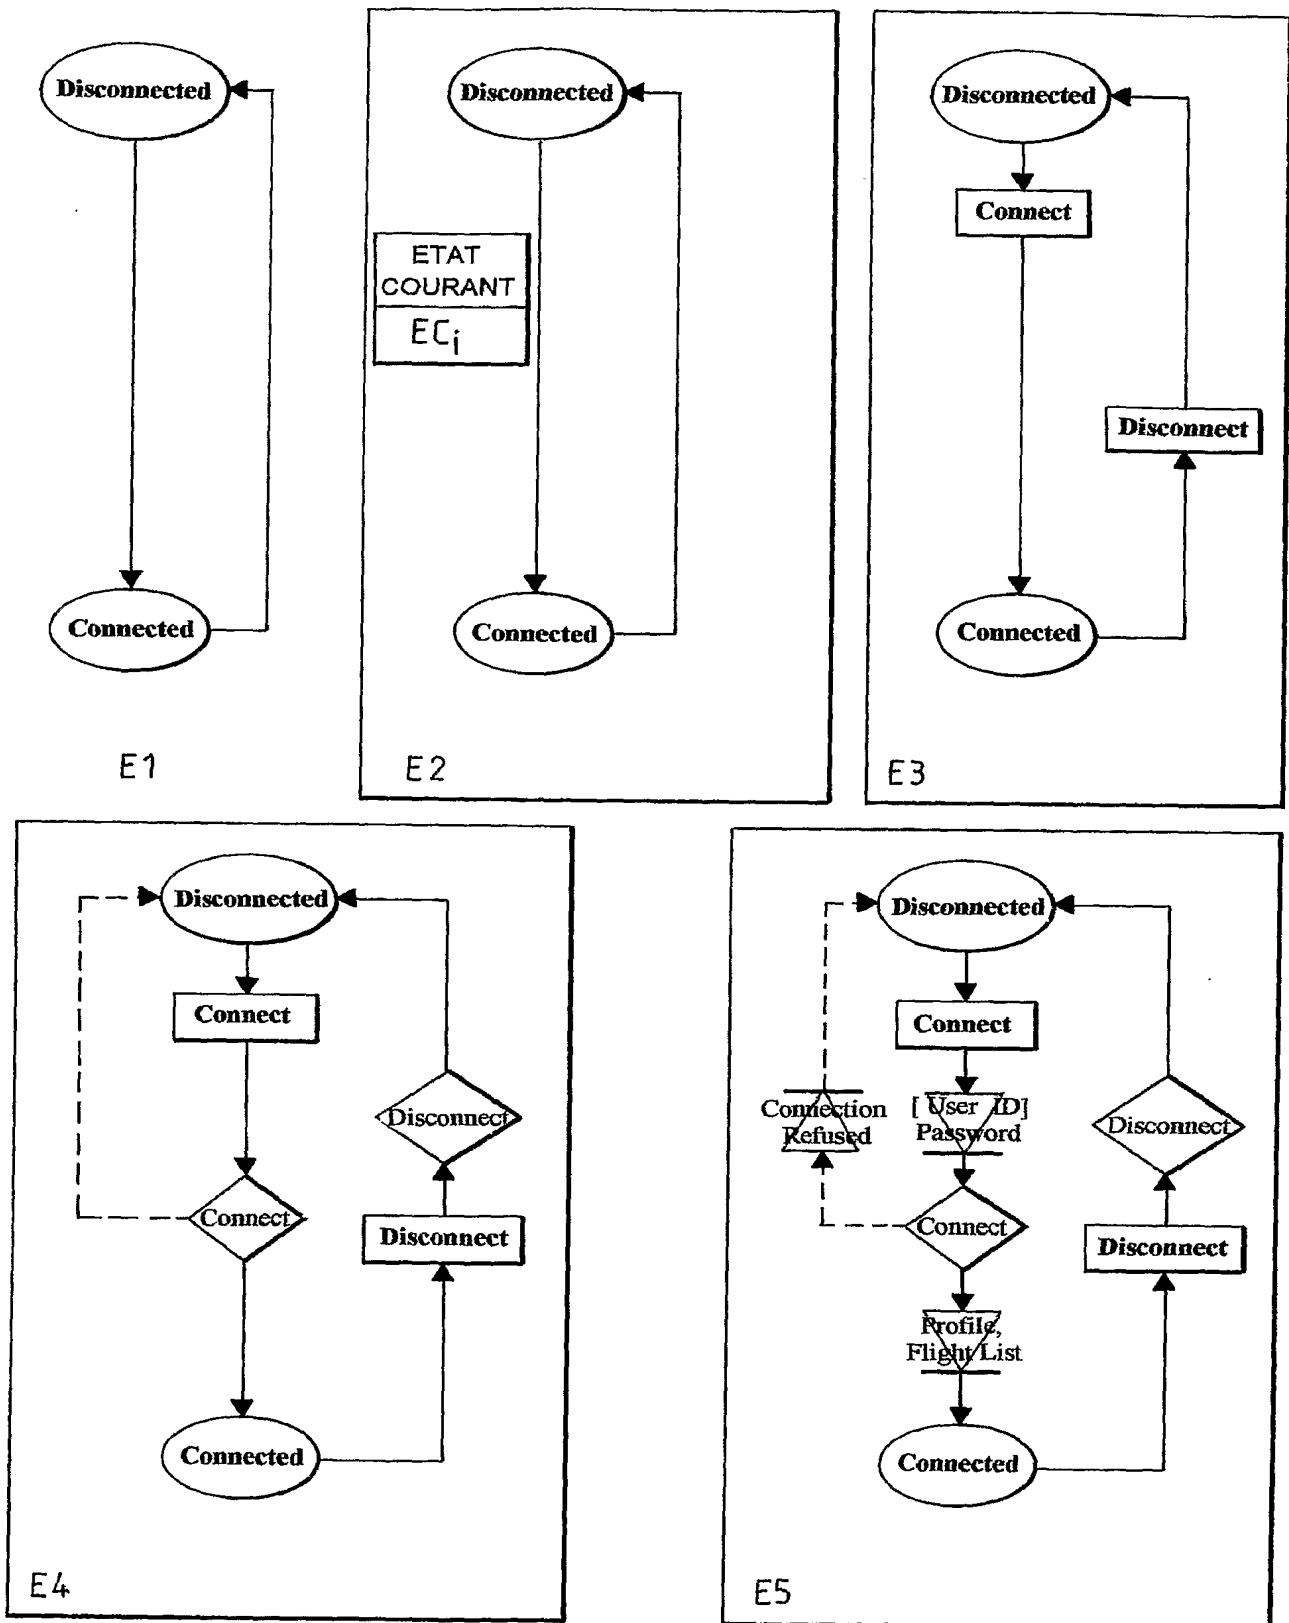 Disconnected
Connected
E1
Disconnected
ETAT
COURANT
ECi
Connected
E2
Disconnected
Connect
Disconnect
Connected
E3
Disconnected
Connect
Disconnect
Connect
Disconnect
Connected
E4
Disconnected
Connect
Connection
Refused
[ User ID]
Password
Disconnect
Connect
Disconnect
Profile,
Flight List
Connected
E5